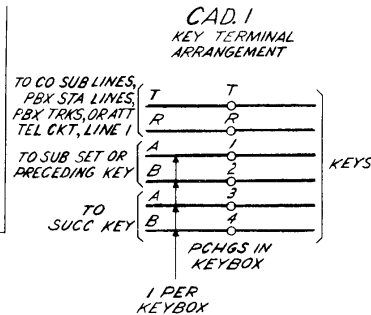 CAD. 1
KEY TERMINAL
ARRANGEMENT
TO CO SUB LINES,
PBX STA LINES,
PBX TRKS, OR ATT
TEL CKT, LINE 1
T T
R R
TO SUB SET OR
PRECEDING KEY
A 1
B 2
TO
SUCC KEY
A 3
B 4
KEYS
PCHGS IN
KEYBOX
1 PER
KEYBOX